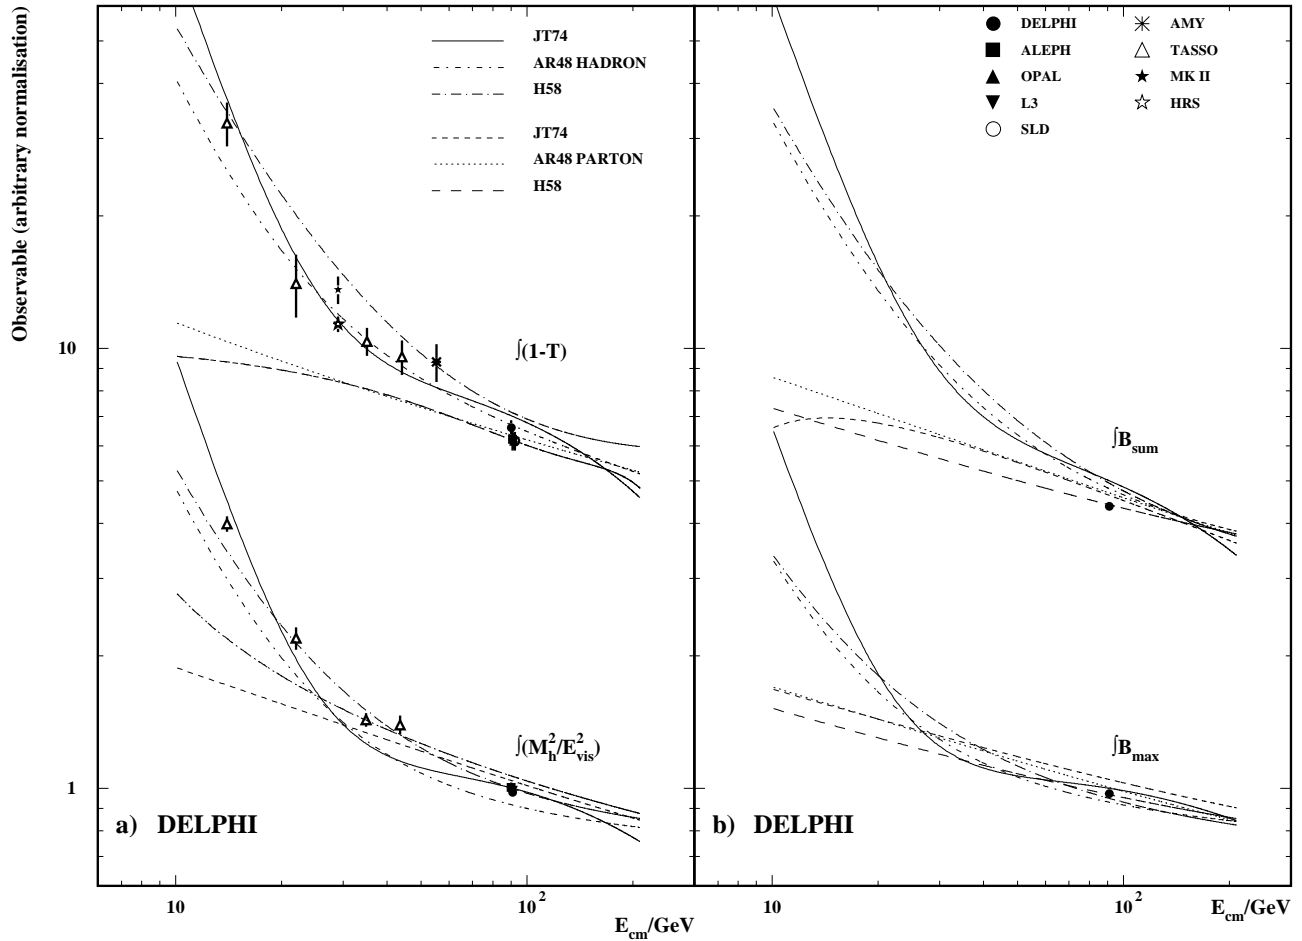 Observable (arbitrary normalisation)
10
1
JT74
AR48 HADRON
H58
JT74
AR48 PARTON
H58
∫(1-T)
∫(M_h^2/E_vis^2)
a) DELPHI
10
10^2
E_cm/GeV
DELPHI
ALEPH
OPAL
L3
SLD
AMY
TASSO
MK II
HRS
∫B_sum
∫B_max
b) DELPHI
10
10^2
E_cm/GeV